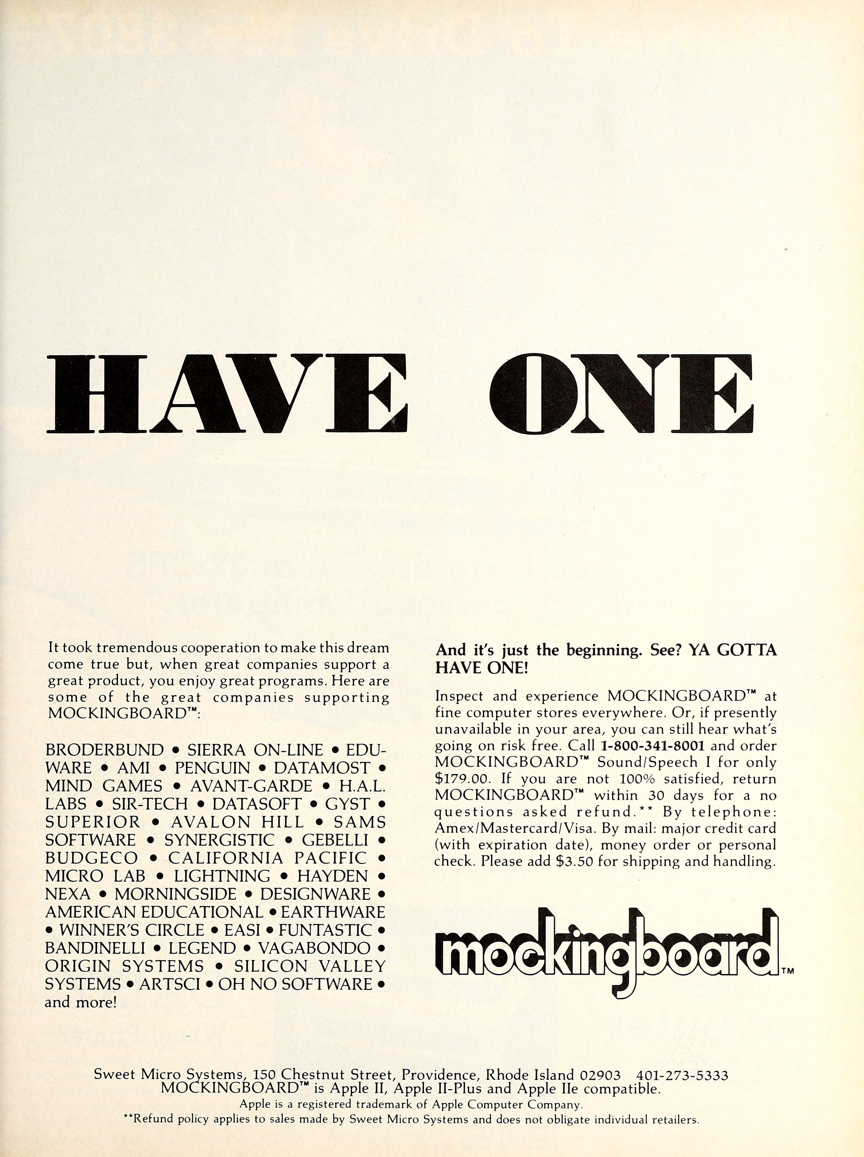 HAVE ONE
It took tremendous cooperation to make this dream
come true but, when great companies support a
great product, you enjoy great programs. Here are
some of the great companies supporting
MOCKINGBOARD™:
BRODERBUND • SIERRA ON-LINE • EDU-
WARE • AMI • PENGUIN • DATAMOST •
MIND GAMES • AVANT-GARDE • H.A.L.
LABS • SIR-TECH • DATASOFT • GYST •
SUPERIOR • AVALON HILL • SAMS
SOFTWARE • SYNERGISTIC • GEBELLI •
BUDGECO • CALIFORNIA PACIFIC •
MICRO LAB • LIGHTNING • HAYDEN •
NEXA • MORNINGSIDE • DESIGNWARE •
AMERICAN EDUCATIONAL • EARTHWARE
• WINNER'S CIRCLE • EASI • FUNTASTIC •
BANDINELLI • LEGEND • VAGABONDO •
ORIGIN SYSTEMS • SILICON VALLEY
SYSTEMS • ARTSCI • OH NO SOFTWARE •
and more!
And it's just the beginning. See? YA GOTTA
HAVE ONE!
Inspect and experience MOCKINGBOARD™ at
fine computer stores everywhere. Or, if presently
unavailable in your area, you can still hear what's
going on risk free. Call 1-800-341-8001 and order
MOCKINGBOARD™ Sound/Speech I for only
$179.00. If you are not 100% satisfied, return
MOCKINGBOARD™ within 30 days for a no
questions asked refund.** By telephone:
Amex/Mastercard/Visa. By mail: major credit card
(with expiration date), money order or personal
check. Please add $3.50 for shipping and handling.
mockingboard™
Sweet Micro Systems, 150 Chestnut Street, Providence, Rhode Island 02903 401-273-5333
MOCKINGBOARD™ is Apple II, Apple II-Plus and Apple IIe compatible.
Apple is a registered trademark of Apple Computer Company.
**Refund policy applies to sales made by Sweet Micro Systems and does not obligate individual retailers.